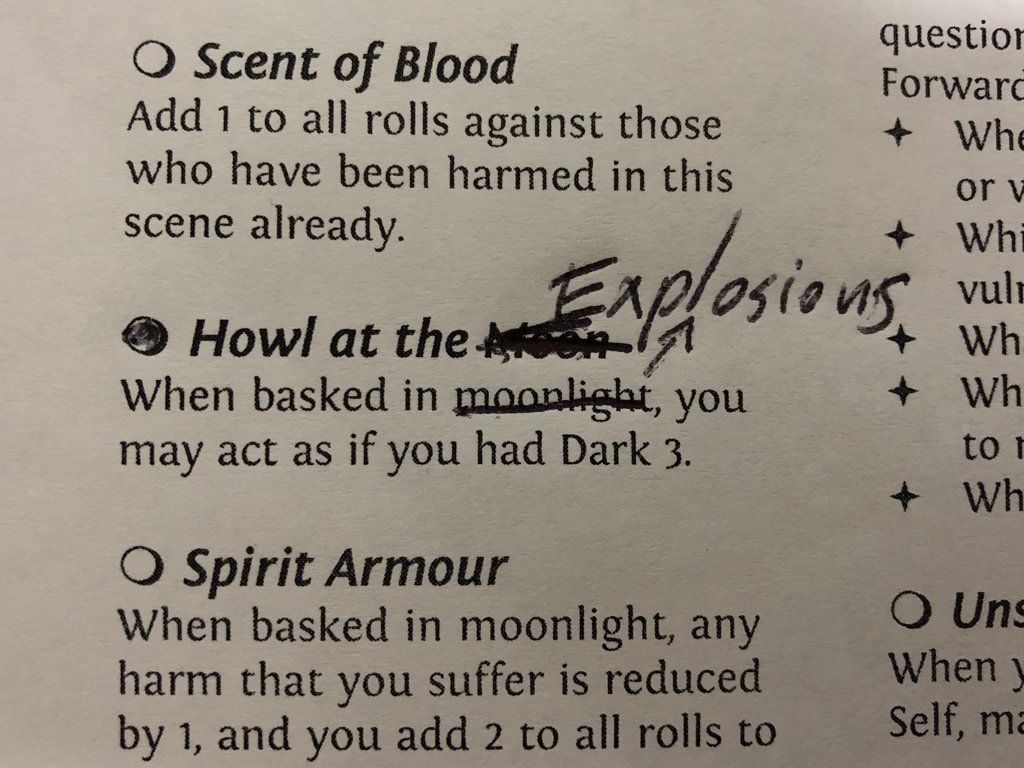 Scent of Blood
Add 1 to all rolls against those
who have been harmed in this
scene already.
Explosions
Howl at the Moon
When basked in moonlight, you
may act as if you had Dark 3.
Spirit Armour
When basked in moonlight, any
harm that you suffer is reduced
by 1, and you add 2 to all rolls to
question
Forward
or
to
When
Self,